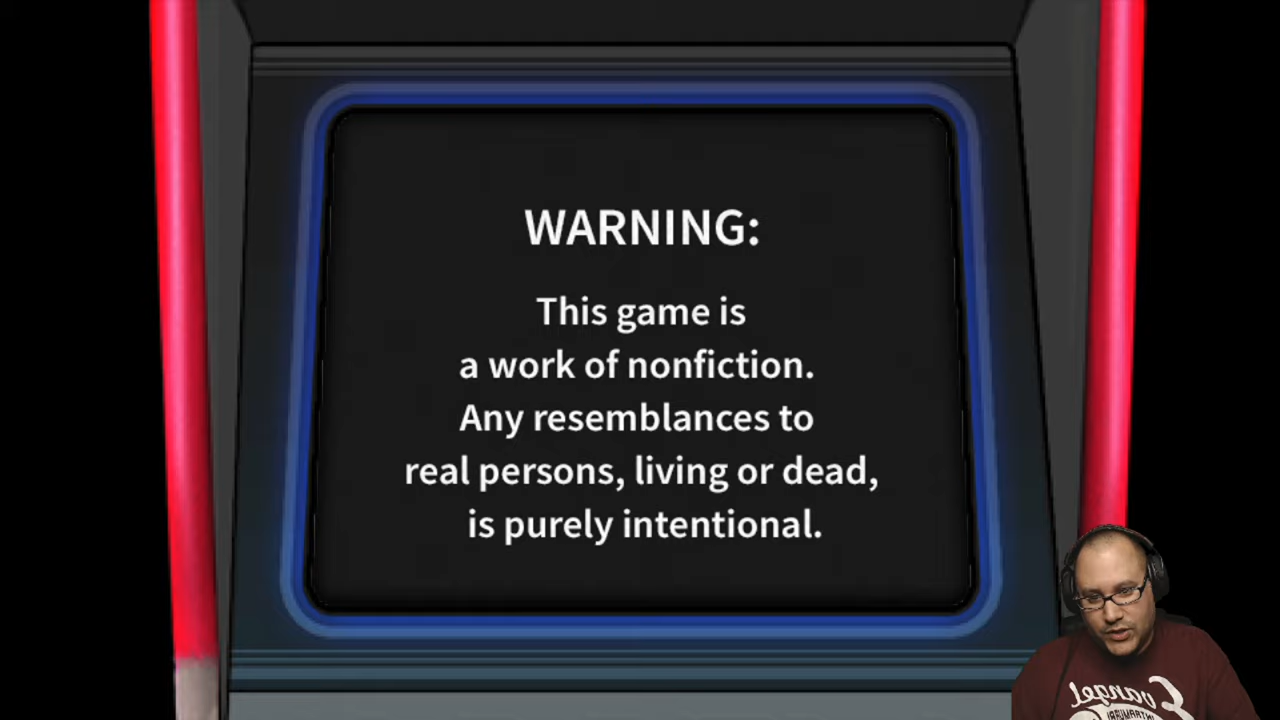 WARNING:
This game is
a work of nonfiction.
Any resemblances to
real persons, living or dead,
is purely intentional.